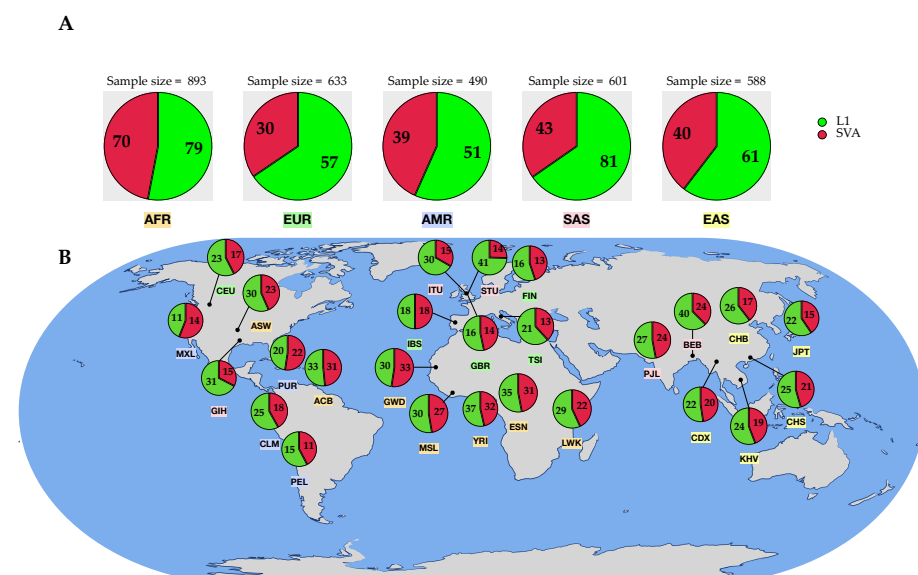 A
Sample size = 893
Sample size = 633
Sample size = 490
Sample size = 601
Sample size = 588
70
79
30
57
39
51
43
81
40
61
L1
SVA
AFR
EUR
AMR
SAS
EAS
B
23 17
CEU
30 23
ASW
11 14
MXL
31 15
GIH
20 22
PUR
33 31
ACB
25 18
CLM
15 11
PEL
30 15
ITU
41 14
STU
16 13
FIN
18 18
IBS
16 14
GBR
21 13
TSI
30 33
GWD
30 27
MSL
37 32
YRI
35 31
ESN
29 22
LWK
27 24
PJL
40 24
BEB
26 17
CHB
22 15
JPT
22 20
CDX
24 19
KHV
25 21
CHS